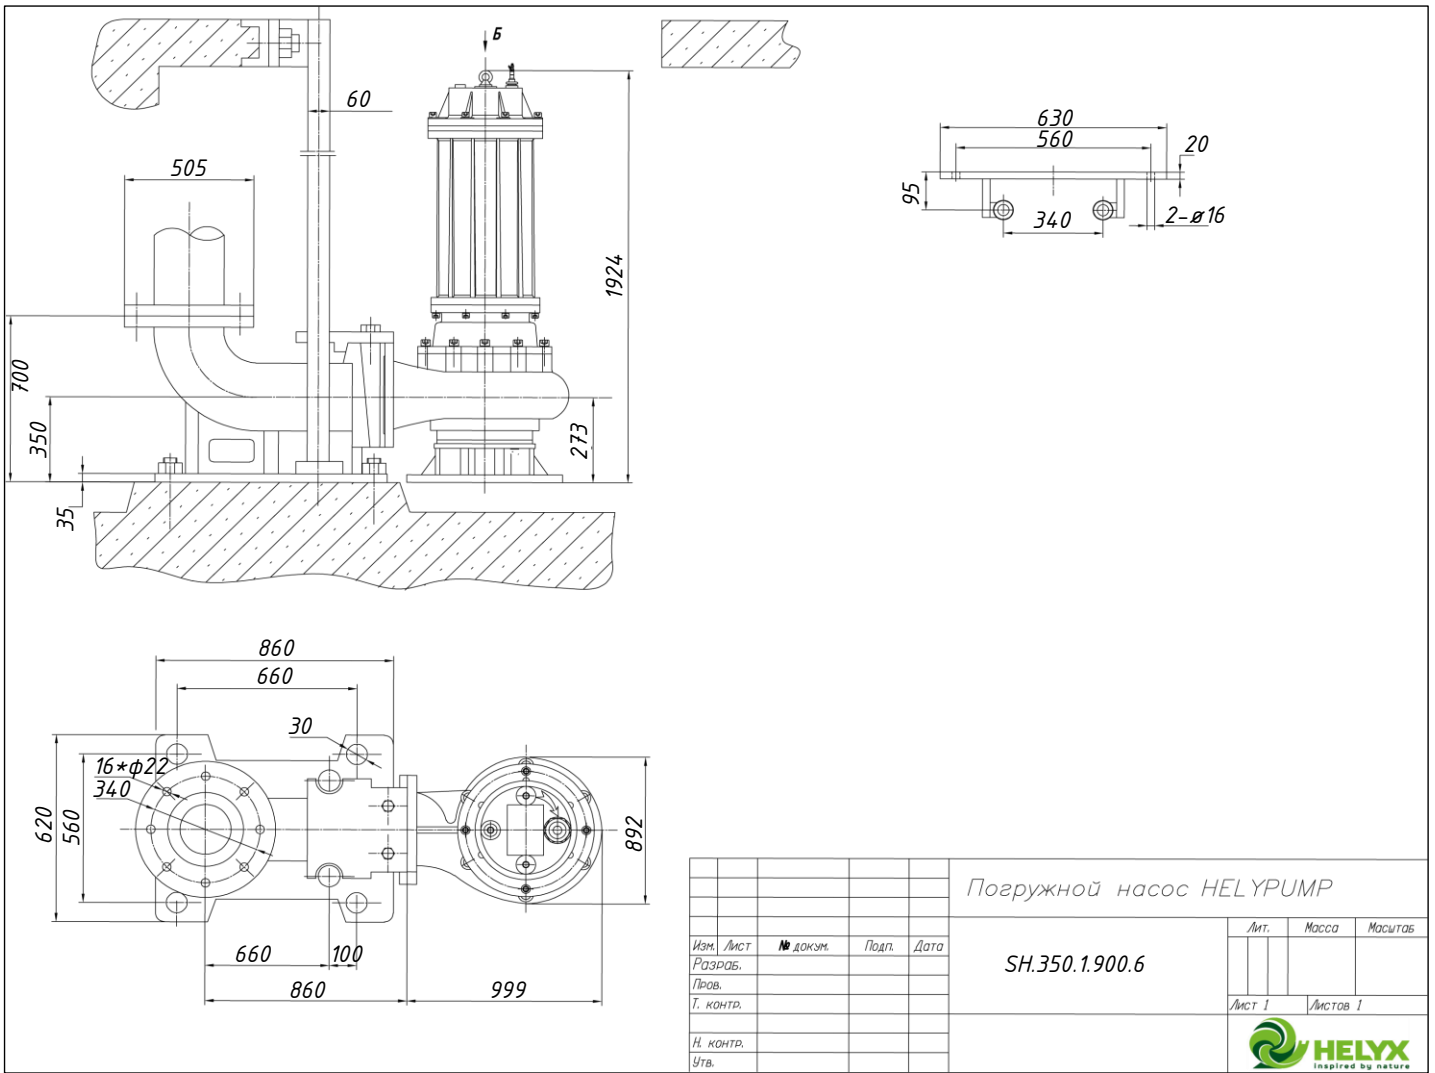 Б
60
505
1924
700
350
273
35
630
560
20
95
340
2-ø16
860
660
30
16*ф22
340
620
560
892
660
100
860
999
Погружной насос HELYPUMP
SH.350.1.900.6
Лит. Масса Масштаб
Изм. Лист № докум. Подп. Дата
Разраб.
Пров.
Т. контр.
Лист 1 Листов 1
Н. контр.
Утв.
HELYX
Inspired by nature